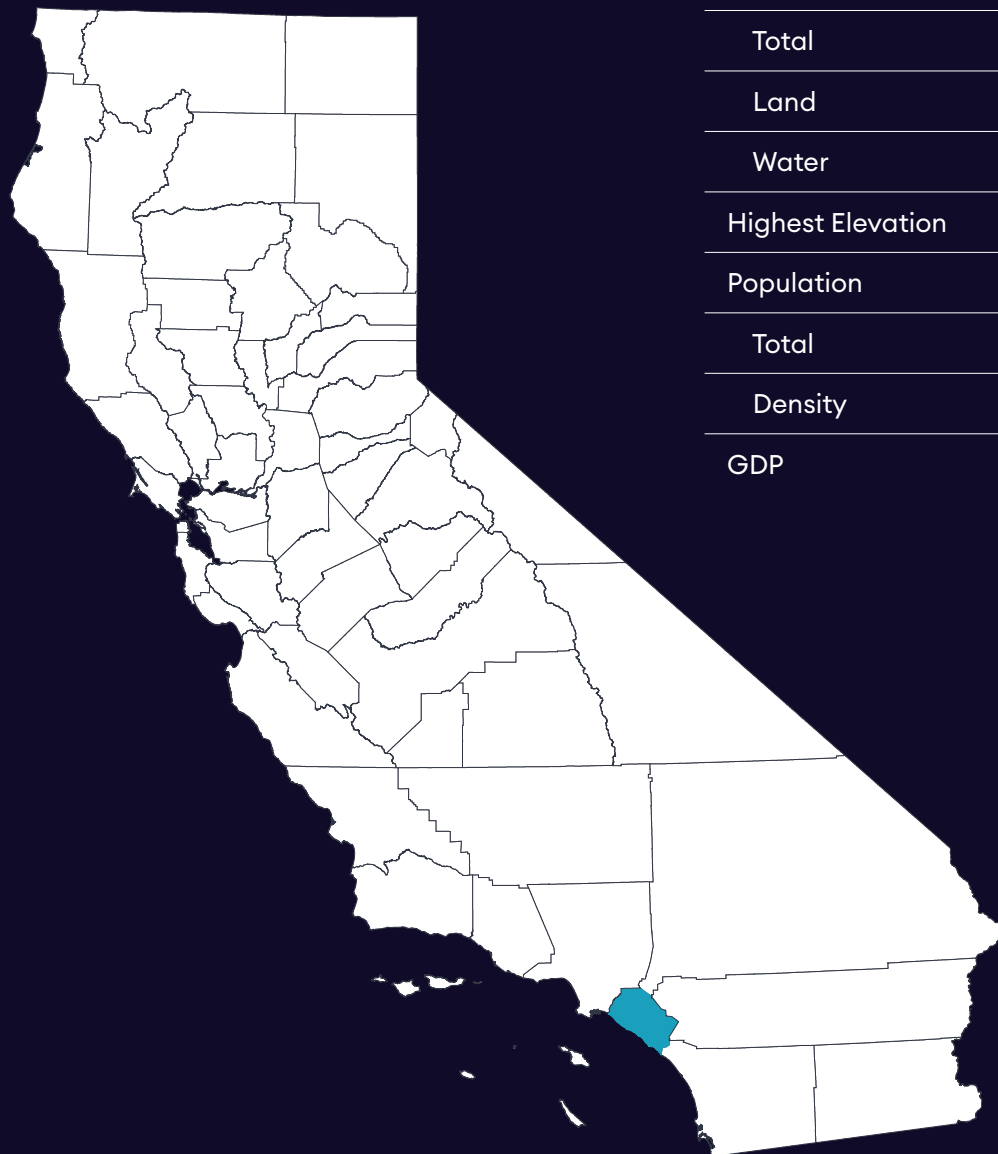 Total
Land
Water
Highest Elevation
Population
Total
Density
GDP